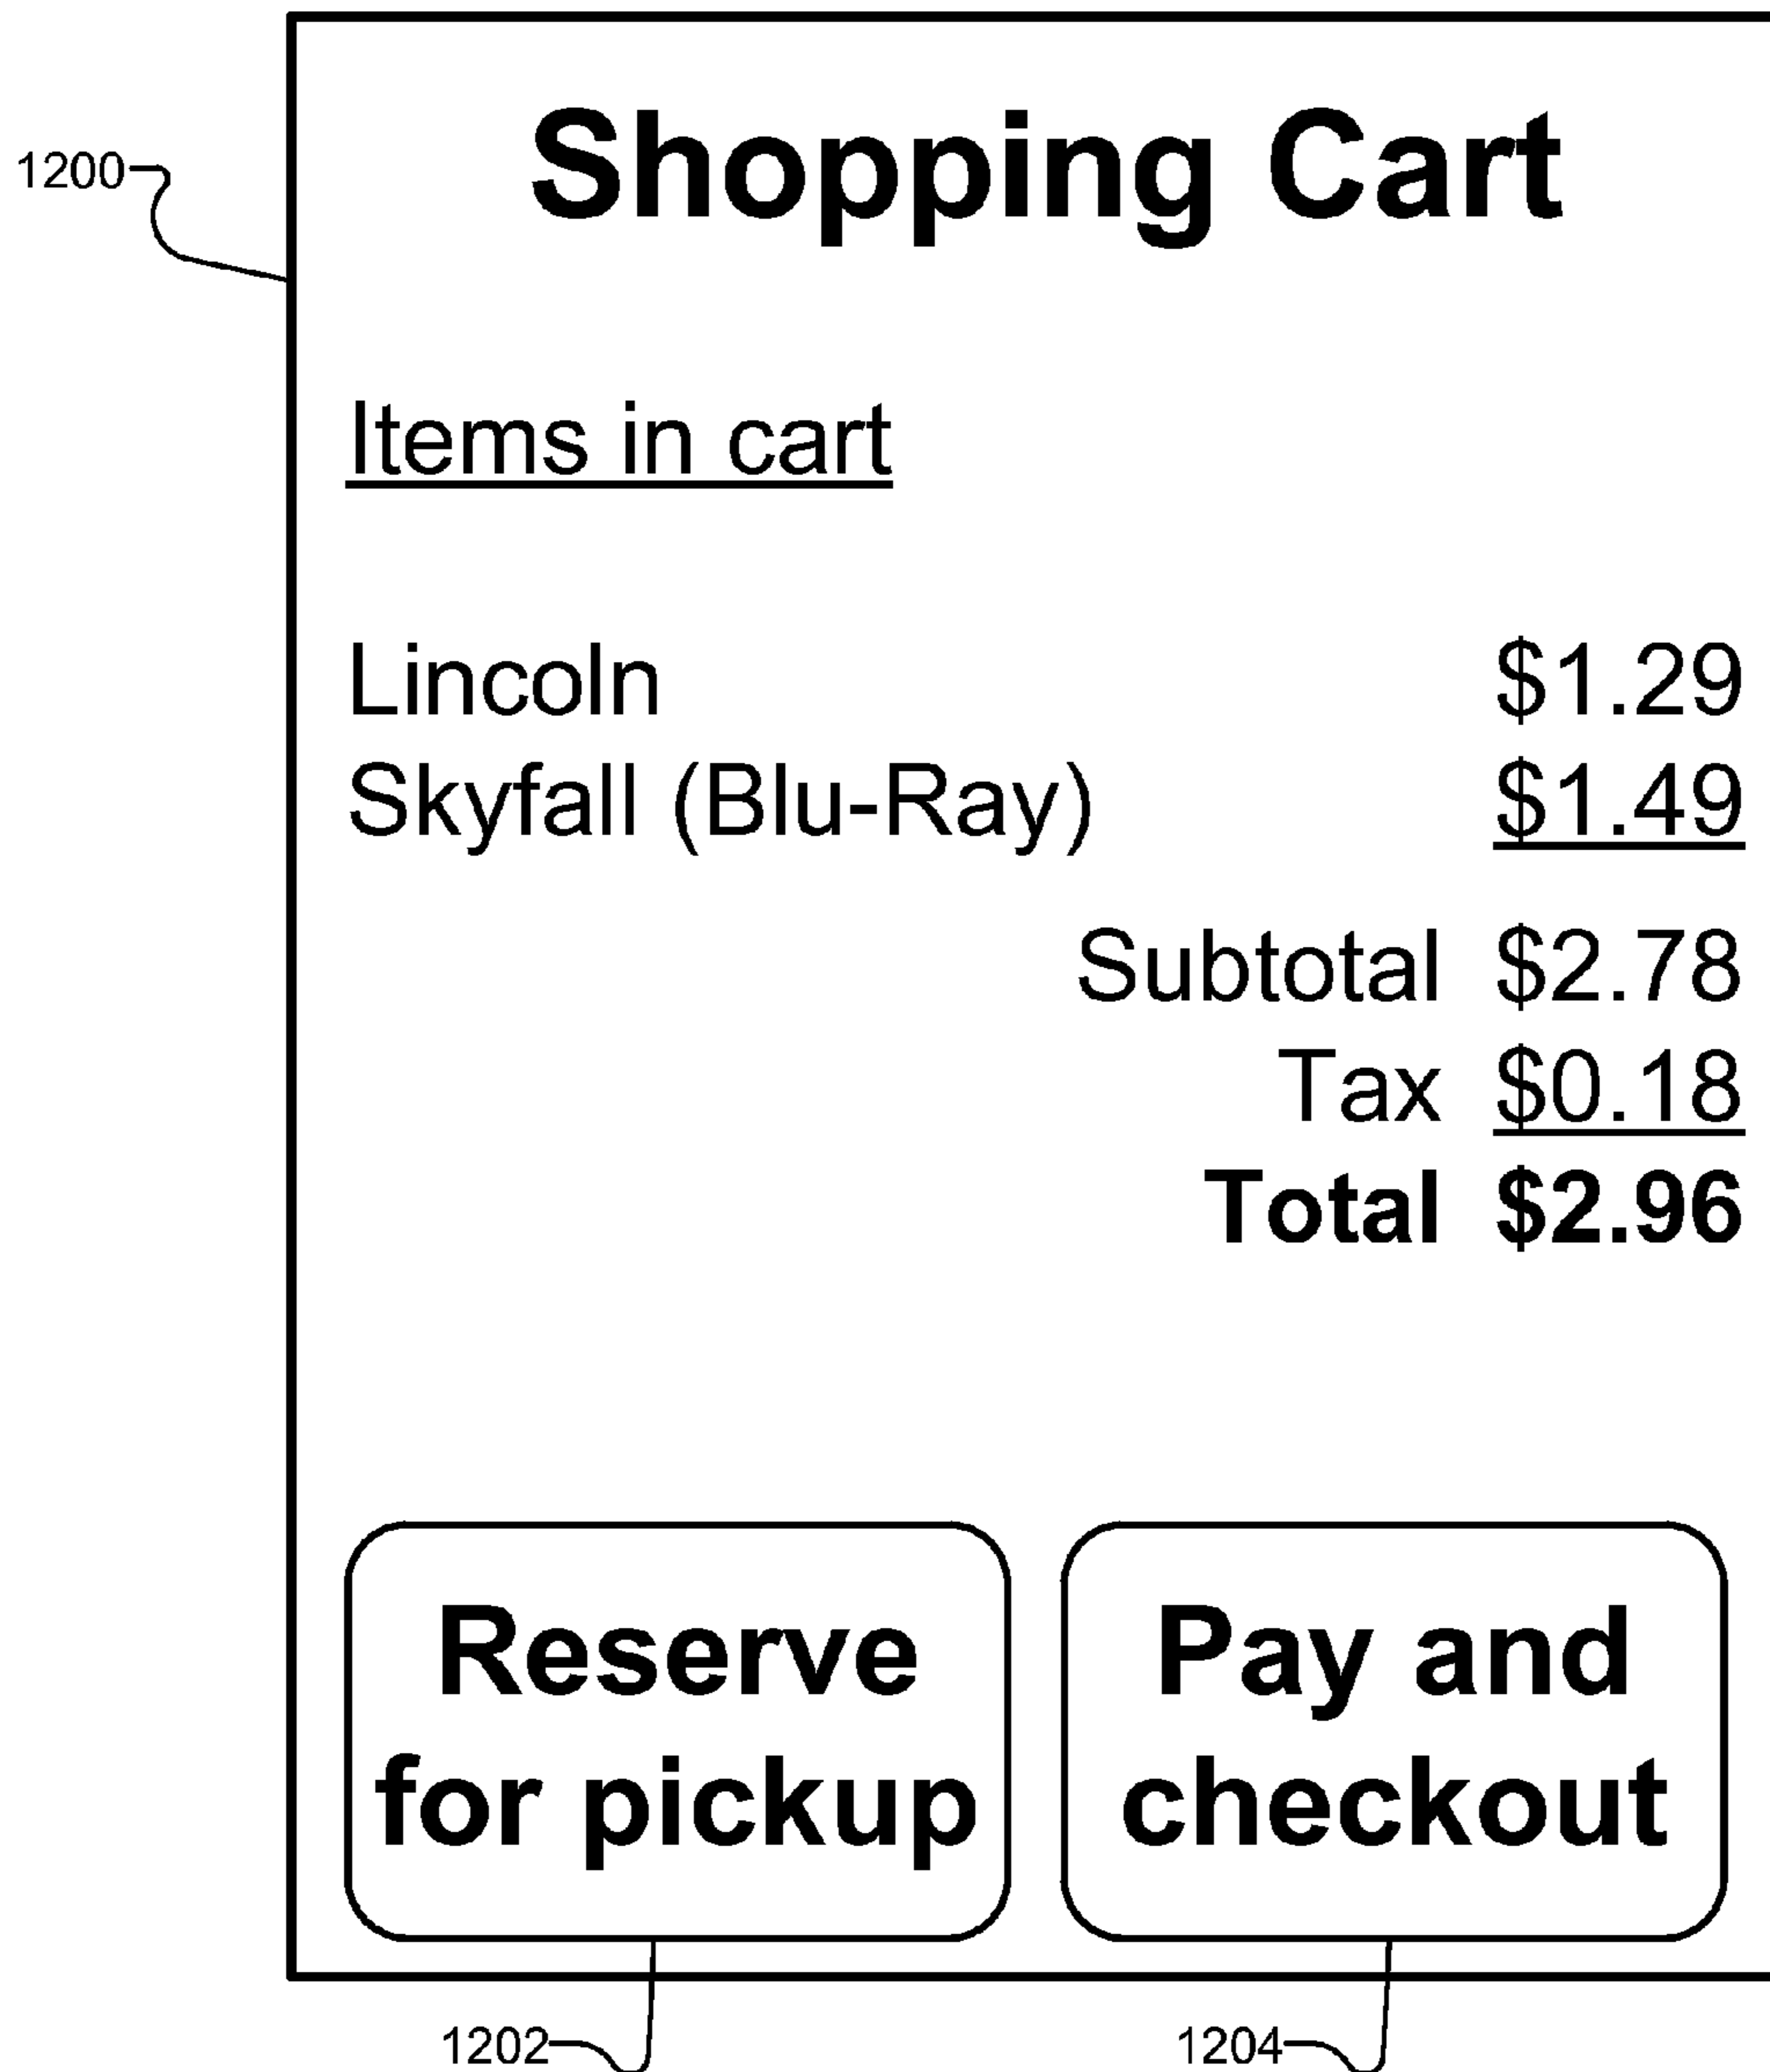 Shopping Cart
1200
Items in cart
Lincoln $1.29
Skyfall (Blu-Ray) $1.49
Subtotal $2.78
Tax $0.18
Total $2.96
Reserve
for pickup
Pay and
checkout
1202
1204